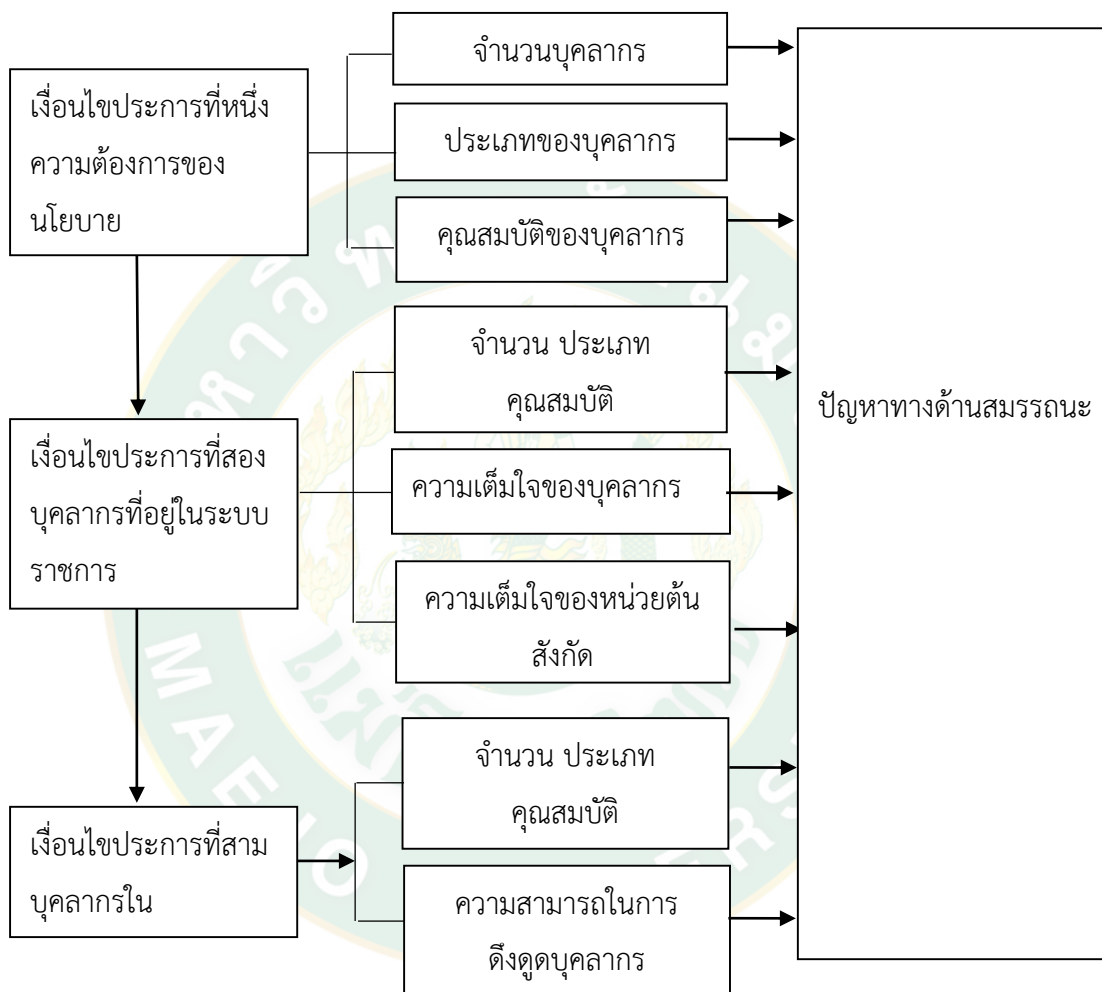 จำนวนบุคลากร
เงื่อนไขประการที่หนึ่ง
ความต้องการของ
นโยบาย
ประเภทของบุคลากร
คุณสมบัติของบุคลากร
จำนวน ประเภท
คุณสมบัติ
เงื่อนไขประการที่สอง
บุคลากรที่อยู่ในระบบ
ราชการ
ความเต็มใจของบุคลากร
ความเต็มใจของหน่วยต้น
สังกัด
จำนวน ประเภท
คุณสมบัติ
เงื่อนไขประการที่สาม
บุคลากรใน
ความสามารถในการ
ดึงดูดบุคลากร
ปัญหาทางด้านสมรรถนะ